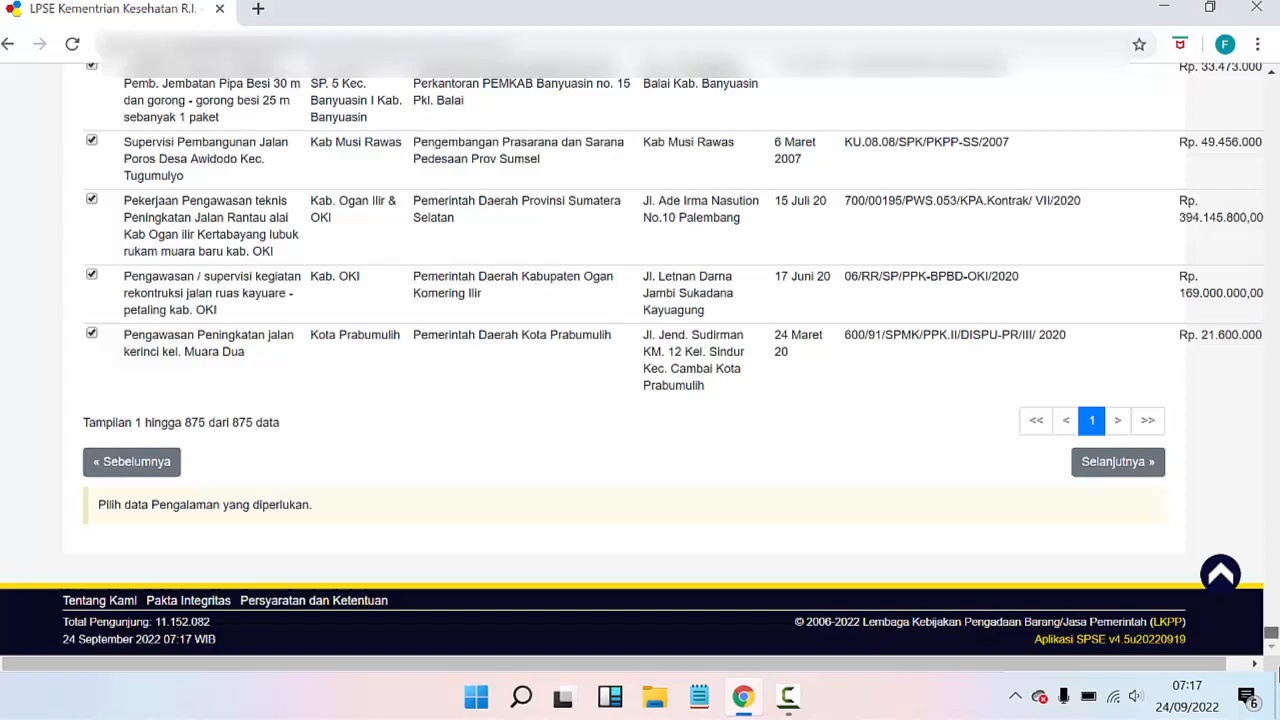 LPSE Kementrian Kesehatan R.I. -
Rp. 33.473.000
Pemb. Jembatan Pipa Besi 30 m
dan gorong - gorong besi 25 m
sebanyak 1 paket
SP. 5 Kec.
Banyuasin I Kab.
Banyuasin
Perkantoran PEMKAB Banyuasin no. 15
Pkl. Balai
Balai Kab. Banyuasin
Supervisi Pembangunan Jalan
Poros Desa Awidodo Kec.
Tugumulyo
Kab Musi Rawas
Pengembangan Prasarana dan Sarana
Pedesaan Prov Sumsel
Kab Musi Rawas
6 Maret
2007
KU.08.08/SPK/PKPP-SS/2007
Rp. 49.456.000
Pekerjaan Pengawasan teknis
Peningkatan Jalan Rantau alai
Kab Ogan ilir Kertabayang lubuk
rukam muara baru kab. OKI
Kab. Ogan Ilir &
OKI
Pemerintah Daerah Provinsi Sumatera
Selatan
Jl. Ade Irma Nasution
No.10 Palembang
15 Juli 20
700/00195/PWS.053/KPA.Kontrak/ VII/2020
Rp.
394.145.800,00
Pengawasan / supervisi kegiatan
rekontruksi jalan ruas kayuare -
petaling kab. OKI
Kab. OKI
Pemerintah Daerah Kabupaten Ogan
Komering Ilir
Jl. Letnan Darna
Jambi Sukadana
Kayuagung
17 Juni 20
06/RR/SP/PPK-BPBD-OKI/2020
Rp.
169.000.000,00
Pengawasan Peningkatan jalan
kerinci kel. Muara Dua
Kota Prabumulih
Pemerintah Daerah Kota Prabumulih
Jl. Jend. Sudirman
KM. 12 Kel. Sindur
Kec. Cambai Kota
Prabumulih
24 Maret
20
600/91/SPMK/PPK.II/DISPU-PR/III/ 2020
Rp. 21.600.000
Tampilan 1 hingga 875 dari 875 data
<< < 1 > >>
« Sebelumnya
Selanjutnya »
Pilih data Pengalaman yang diperlukan.
Tentang Kami Pakta Integritas Persyaratan dan Ketentuan
Total Pengunjung: 11.152.082
24 September 2022 07:17 WIB
© 2006-2022 Lembaga Kebijakan Pengadaan Barang/Jasa Pemerintah (LKPP)
Aplikasi SPSE v4.5u20220919
F
07:17
24/09/2022
6